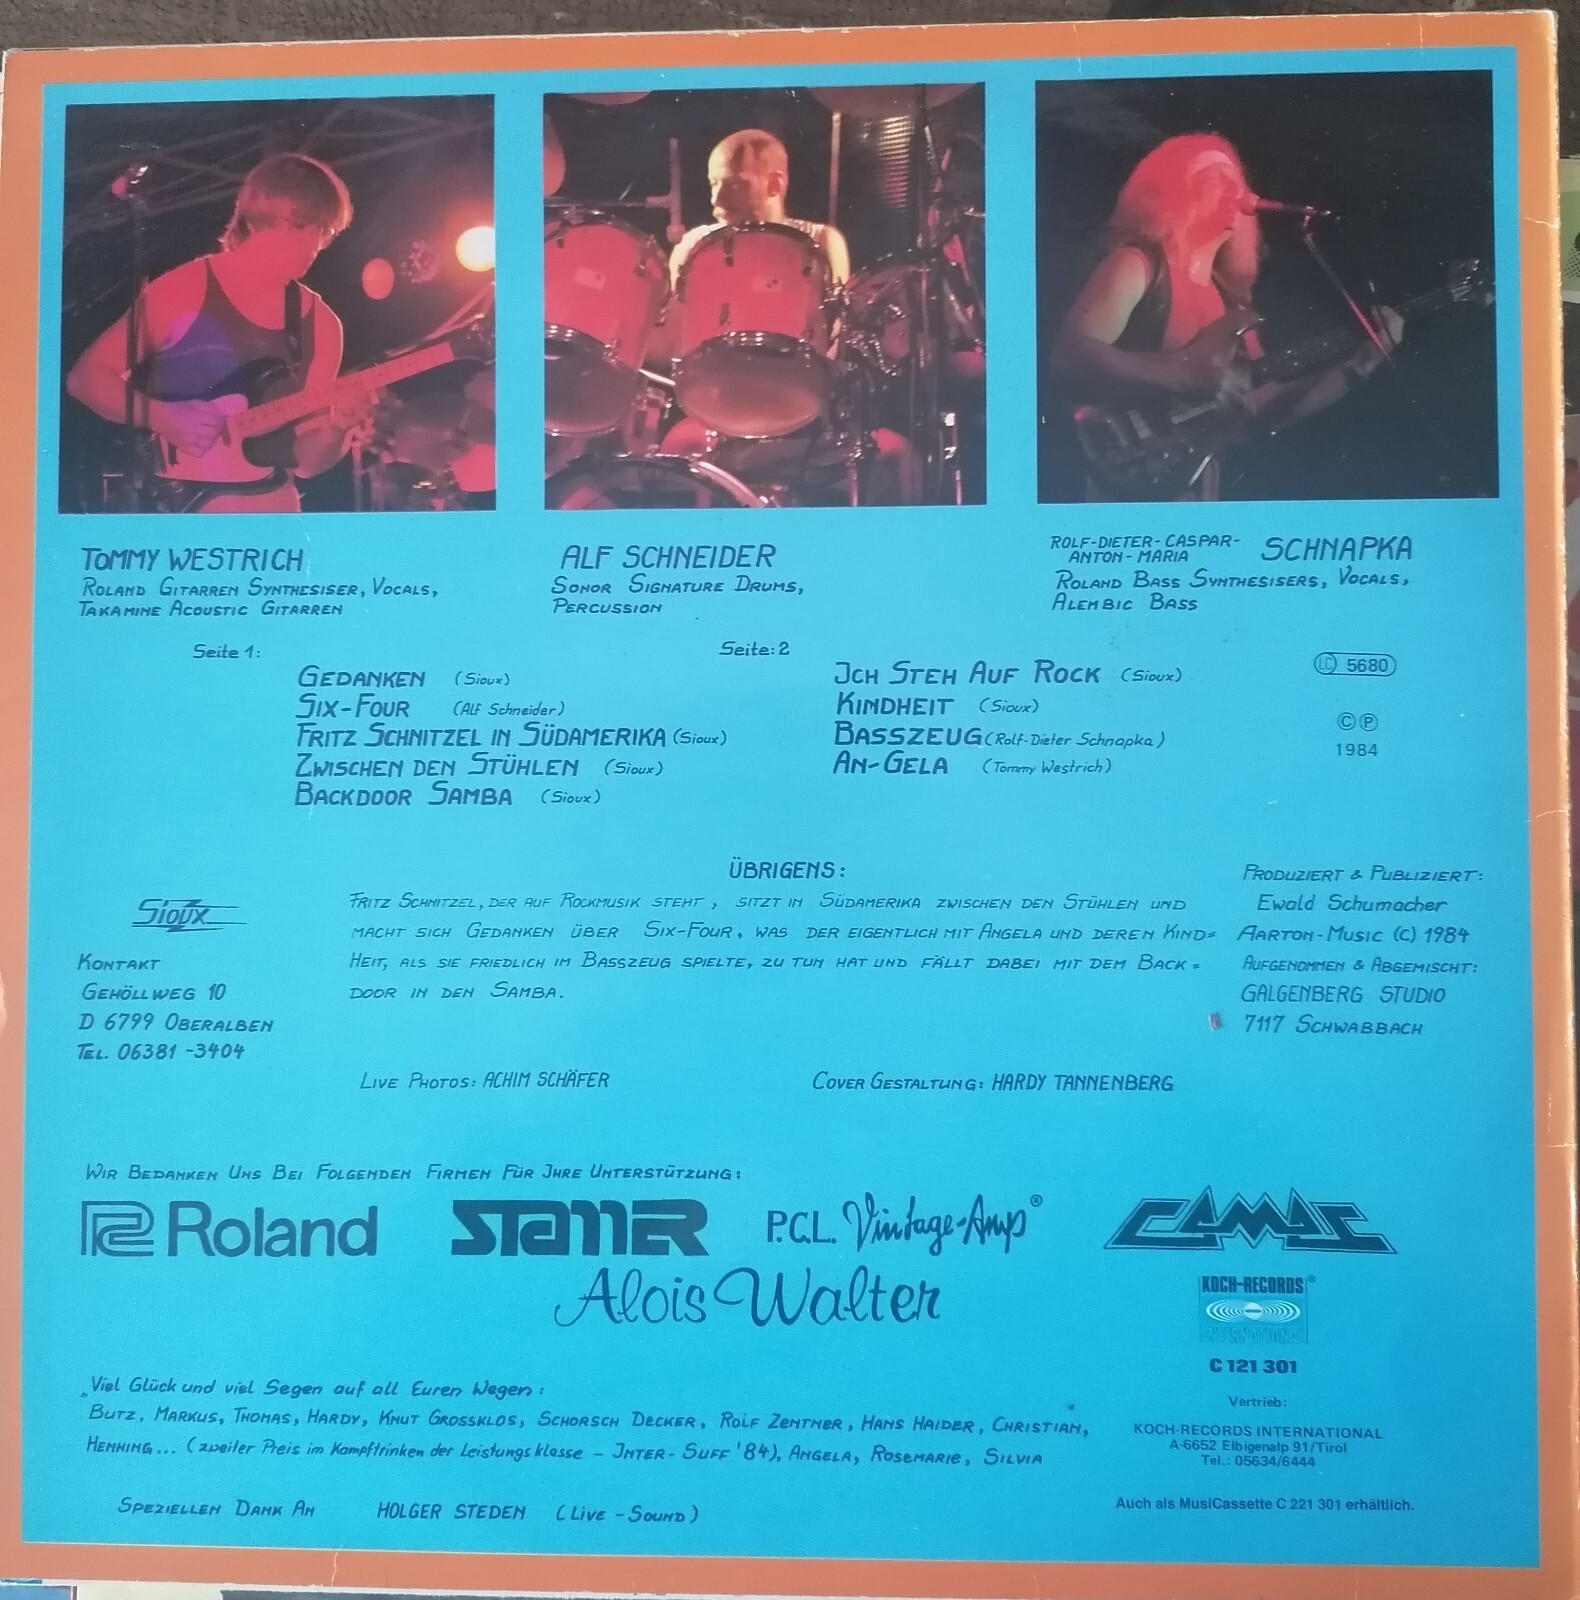 TOMMY WESTRICH
ROLAND GITARREN SYNTHESISER, VOCALS,
TAKAMINE ACOUSTIC GITARREN
ALF SCHNEIDER
SONOR SIGNATURE DRUMS,
PERCUSSION
ROLF-DIETER-CASPAR-
ANTON-MARIA SCHNAPKA
ROLAND BASS SYNTHESISERS, VOCALS,
ALEMBIC BASS
Seite 1:
GEDANKEN (Sioux)
SIX-FOUR (Alf Schneider)
FRITZ SCHNITZEL IN SÜDAMERIKA (Sioux)
ZWISCHEN DEN STÜHLEN (Sioux)
BACKDOOR SAMBA (Sioux)
Seite: 2
JCH STEH AUF ROCK (Sioux)
KINDHEIT (Sioux)
BASSZEUG (Rolf-Dieter Schnapka)
AN-GELA (Tommy Westrich)
LC 5680
© ℗
1984
ÜBRIGENS:
FRITZ SCHNITZEL, DER AUF ROCKMUSIK STEHT, SITZT IN SÜDAMERIKA ZWISCHEN DEN STÜHLEN UND
MACHT SICH GEDANKEN ÜBER SIX-FOUR, WAS DER EIGENTLICH MIT ANGELA UND DEREN KIND=
HEIT, ALS SIE FRIEDLICH IM BASSZEUG SPIELTE, ZU TUN HAT UND FÄLLT DABEI MIT DEM BACK=
DOOR IN DEN SAMBA.
Sioux
KONTAKT
GEHÖLLWEG 10
D 6799 OBERALBEN
TEL. 06381-3404
PRODUZIERT & PUBLIZIERT:
Ewald Schumacher
AARTON-MUSIC (C) 1984
AUFGENOMMEN & ABGEMISCHT:
GALGENBERG STUDIO
7117 SCHWABBACH
LIVE PHOTOS: ACHIM SCHÄFER
COVER GESTALTUNG: HARDY TANNENBERG
WIR BEDANKEN UNS BEI FOLGENDEN FIRMEN FÜR JHRE UNTERSTÜTZUNG:
Roland
STAMER
P.C.L. Vintage-Amp®
CAMAS
Alois Walter
KOCH-RECORDS®
INTERNATIONAL
C 121 301
Vertrieb:
KOCH-RECORDS INTERNATIONAL
A-6652 Elbigenalp 91/Tirol
Tel.: 05634/6444
Auch als MusiCassette C 221 301 erhältlich.
„Viel Glück und viel Segen auf all Euren Wegen:
BUTZ, MARKUS, THOMAS, HARDY, KNUT GROSSKLOS, SCHORSCH DECKER, ROLF ZENTNER, HANS HAIDER, CHRISTIAN,
HENNING... (zweiter Preis im Kampftrinken der Leistungsklasse - JNTER-SUFF '84), ANGELA, ROSEMARIE, SILVIA
SPEZIELLEN DANK AN HOLGER STEDEN (LIVE-SOUND)